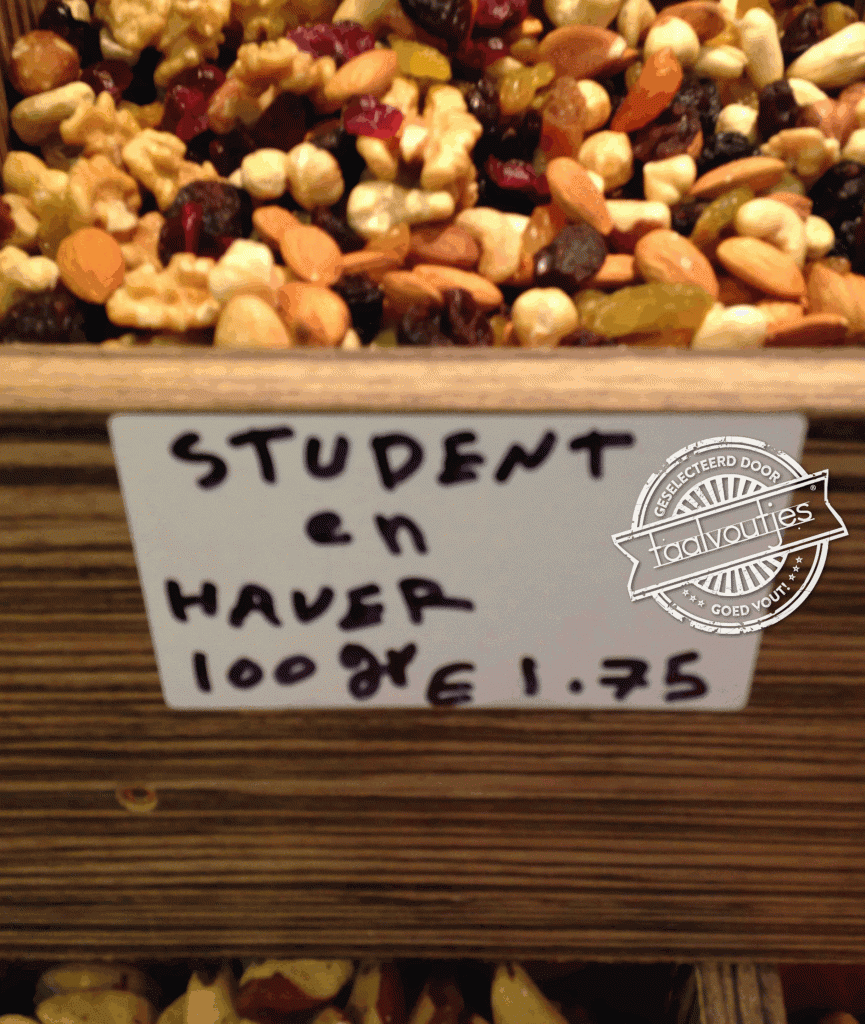 STUDENT
en
HAVER
100gr € 1.75
GESELECTEERD DOOR
taalvoutjes®
GOED VOUT!